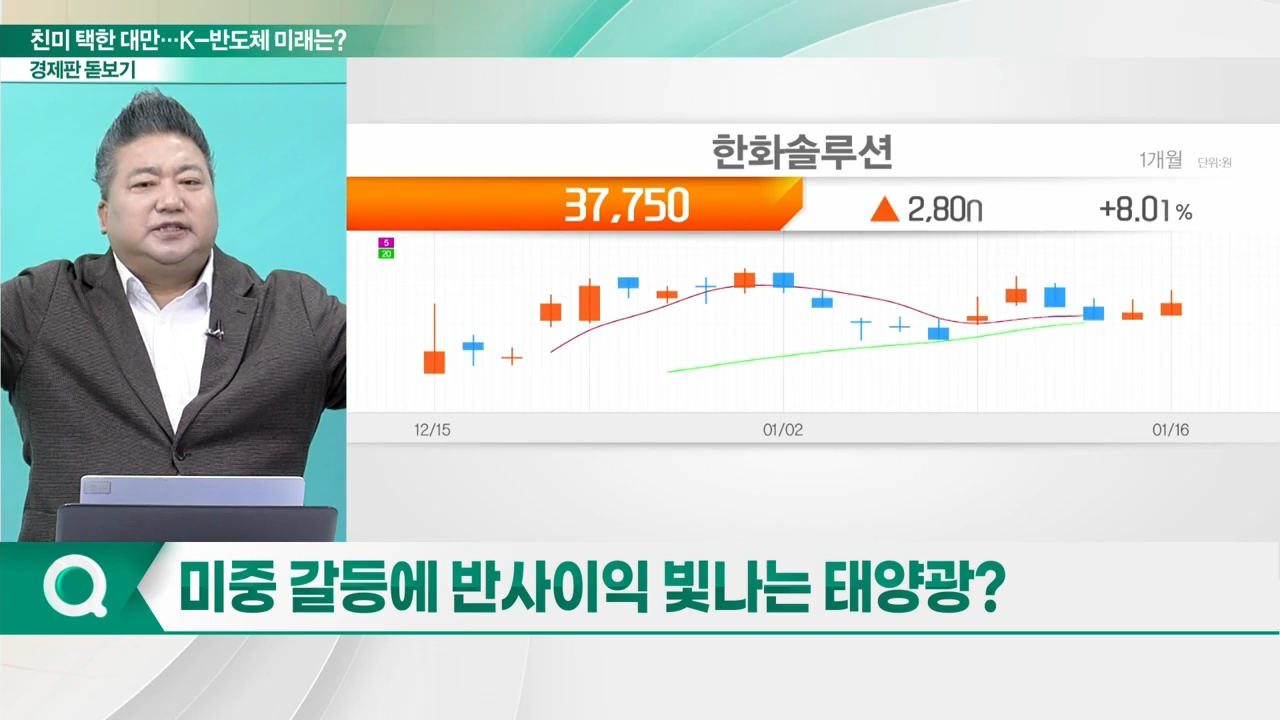 친미 택한 대만…K-반도체 미래는?
경제판 돋보기
한화솔루션
1개월 단위:원
37,750 ▲ +8.01%
5
20
12/15 01/02 01/16
미중 갈등에 반사이익 빛나는 태양광?